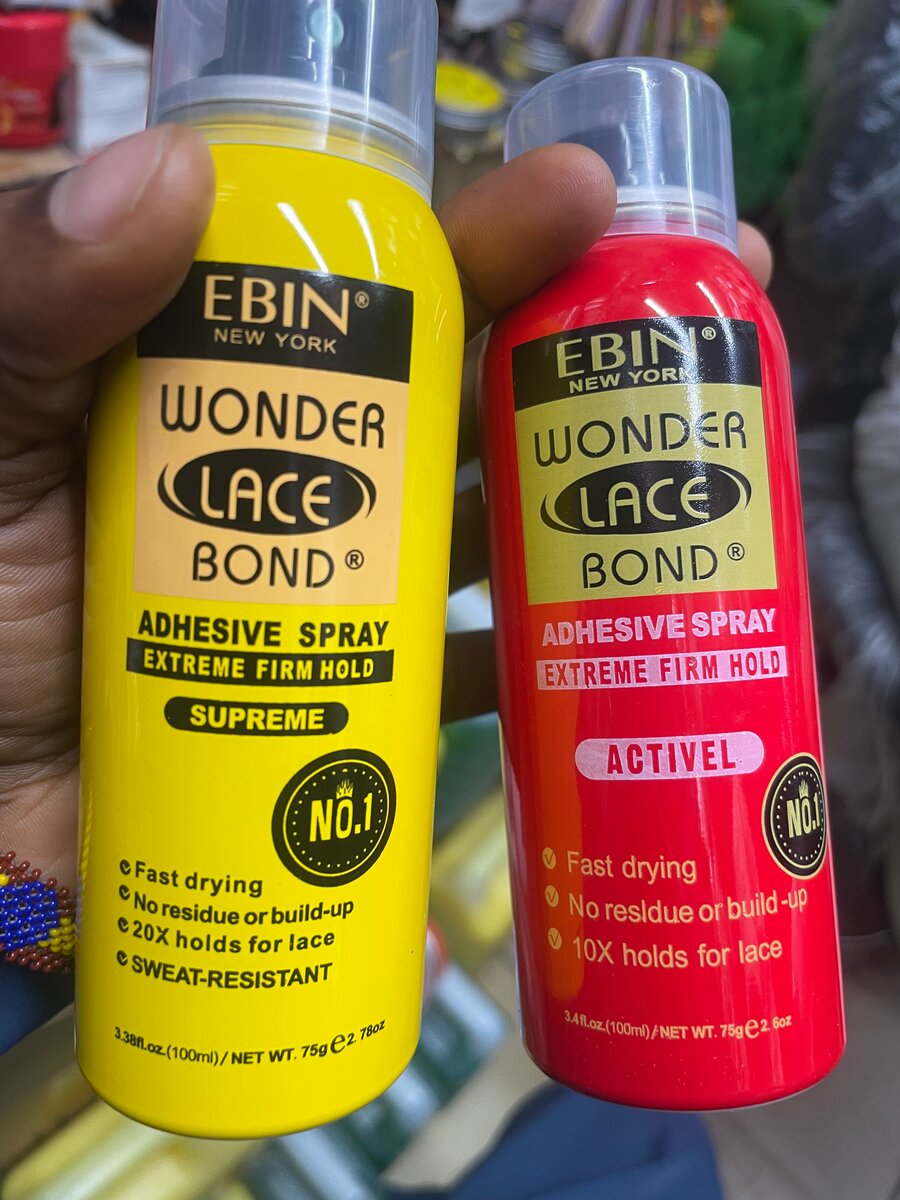 EBIN®
NEW YORK
WONDER
LACE
BOND®
ADHESIVE SPRAY
EXTREME FIRM HOLD
SUPREME
NO.1
Fast drying
No residue or build-up
20X holds for lace
SWEAT-RESISTANT
3.38fl.oz.(100ml)/ NET WT. 75g e 2.78oz
EBIN®
NEW YORK
WONDER
LACE
BOND®
ADHESIVE SPRAY
EXTREME FIRM HOLD
ACTIVEL
NO.1
Fast drying
No resldue or build-up
10X holds for lace
3.4fl.oz.(100ml)/NET WT. 75g e 2.6oz